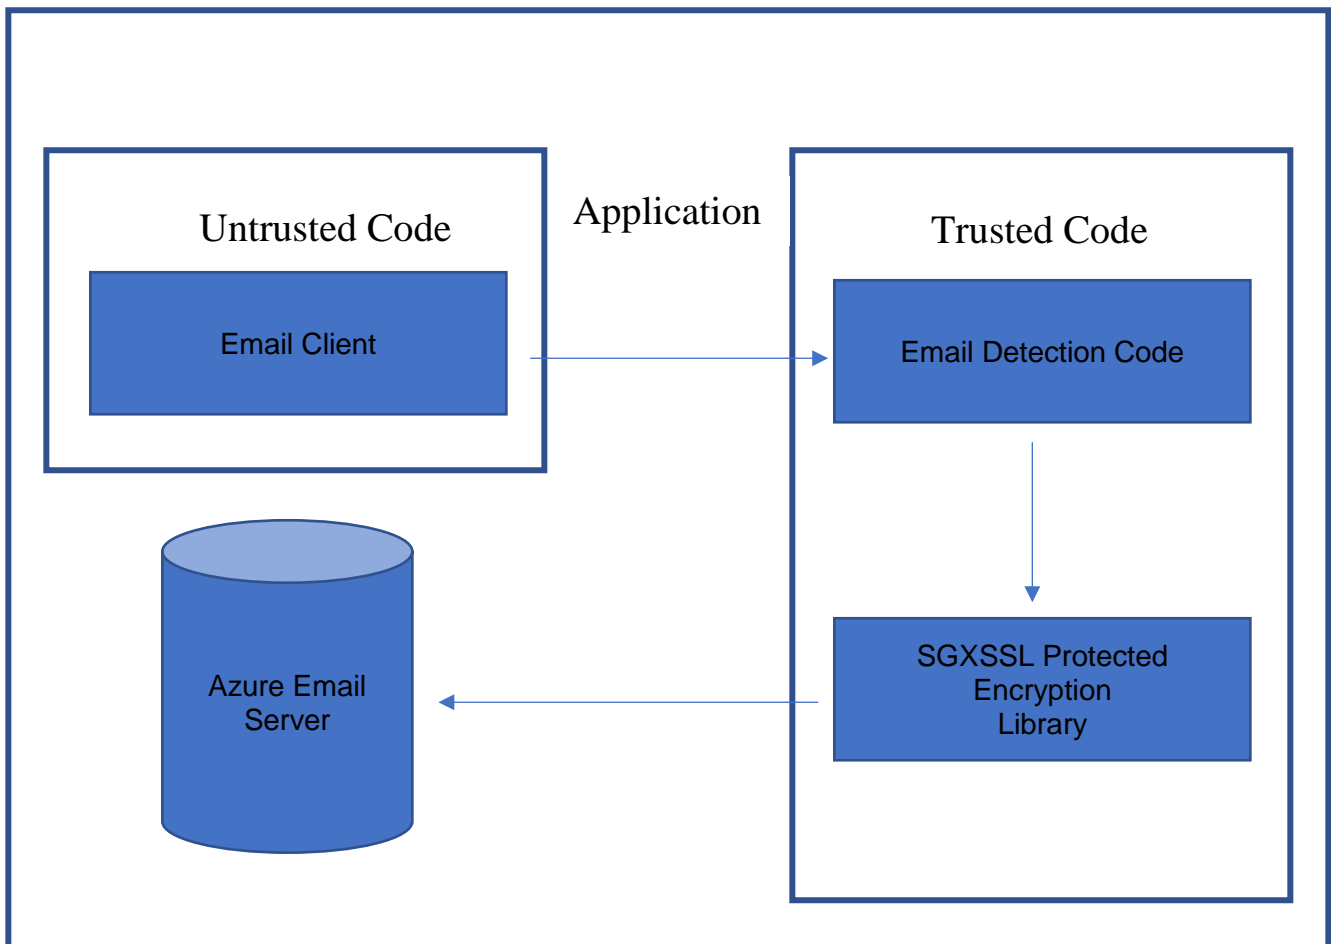 Application
Untrusted Code
Trusted Code
Email Client
Email Detection Code
SGXSSL Protected
Encryption
Library
Azure Email
Server